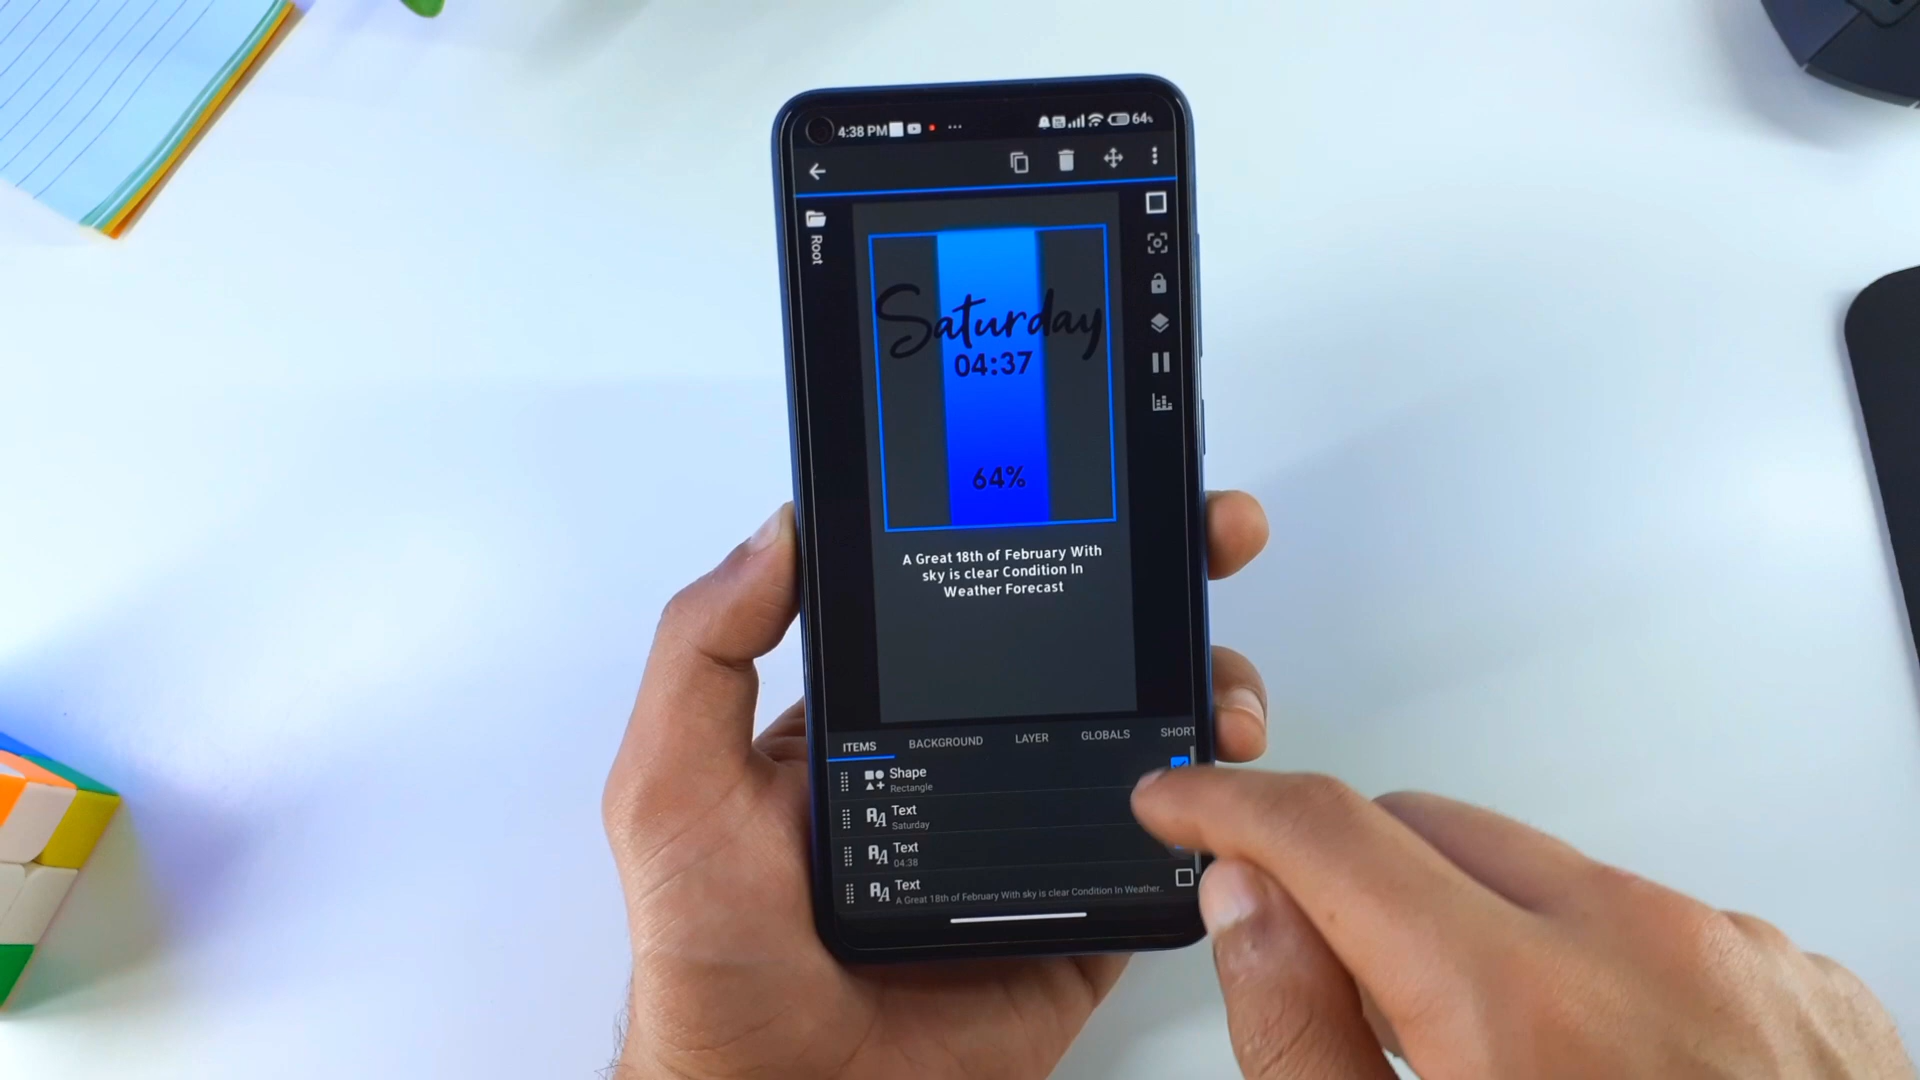 4:38 PM
64%
Root
Saturday
04:37
64%
A Great 18th of February With
sky is clear Condition In
Weather Forecast
ITEMS BACKGROUND LAYER GLOBALS SHORT
Shape
Rectangle
Text
Saturday
Text
04:38
Text
A Great 18th of February With sky is clear Condition In Weather..